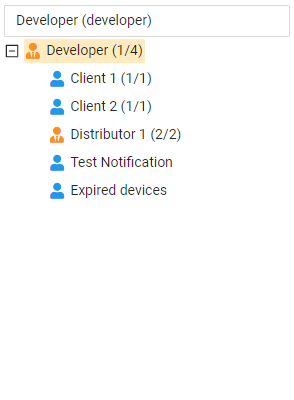 Developer (developer)
Developer (1/4)
Client 1 (1/1)
Client 2 (1/1)
Distributor 1 (2/2)
Test Notification
Expired devices